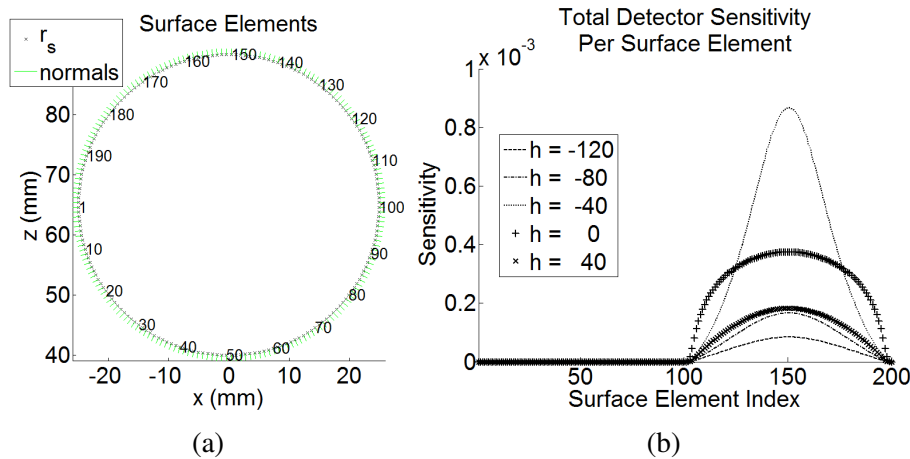 Surface Elements
r_s
normals
150
160
140
170
130
180
120
190
110
1
100
10
90
20
80
30
70
40
60
50
80
70
60
50
40
z (mm)
-20
-10
0
10
20
x (mm)
(a)
Total Detector Sensitivity
Per Surface Element
1 x 10^-3
0.8
0.6
0.4
0.2
0
Sensitivity
h = -120
h = -80
h = -40
h = 0
h = 40
50
100
150
200
Surface Element Index
(b)